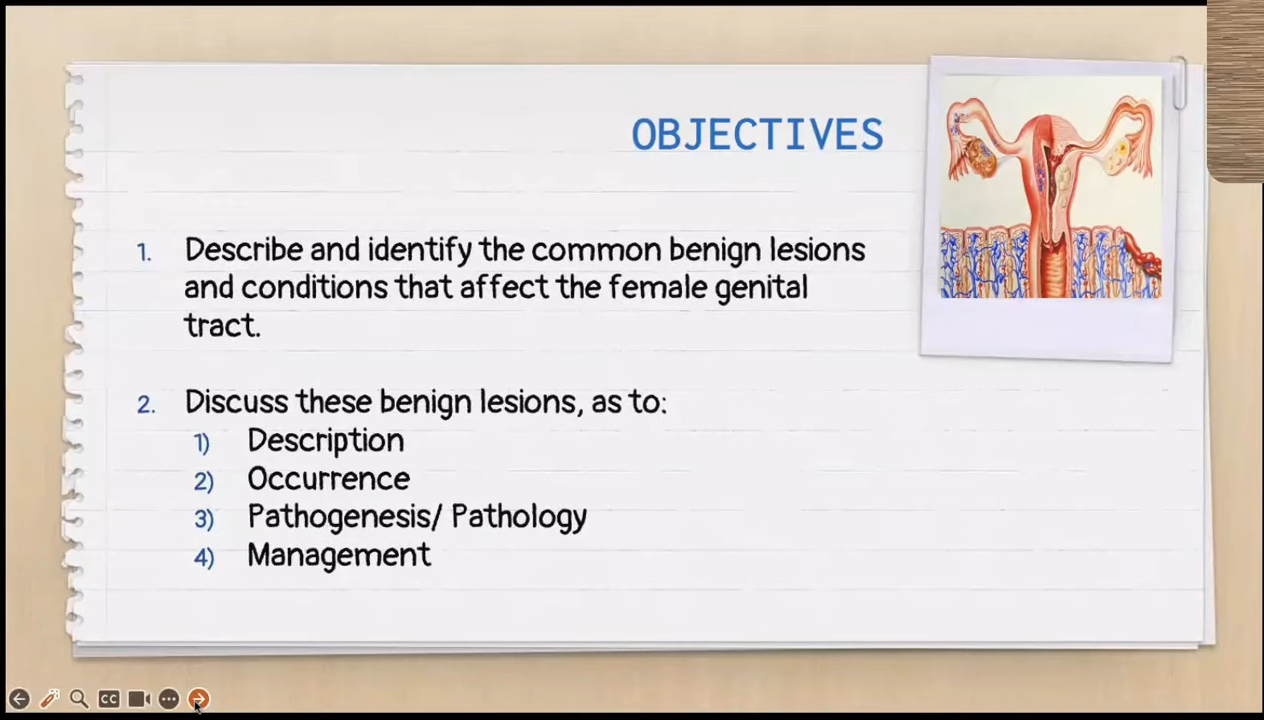 OBJECTIVES
1. Describe and identify the common benign lesions
and conditions that affect the female genital
tract.
2. Discuss these benign lesions, as to:
1) Description
2) Occurrence
3) Pathogenesis/ Pathology
4) Management
CC